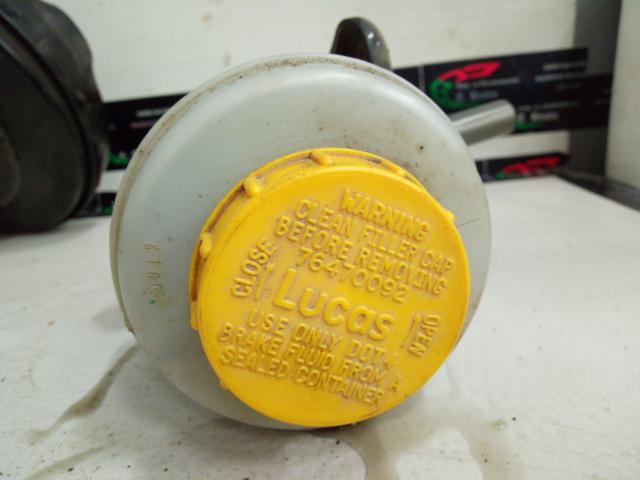 WARNING
CLEAN FILLER CAP
BEFORE REMOVING
76470092
CLOSE
Lucas
OPEN
USE ONLY DOT 4
BRAKE FLUID FROM A
SEALED CONTAINER